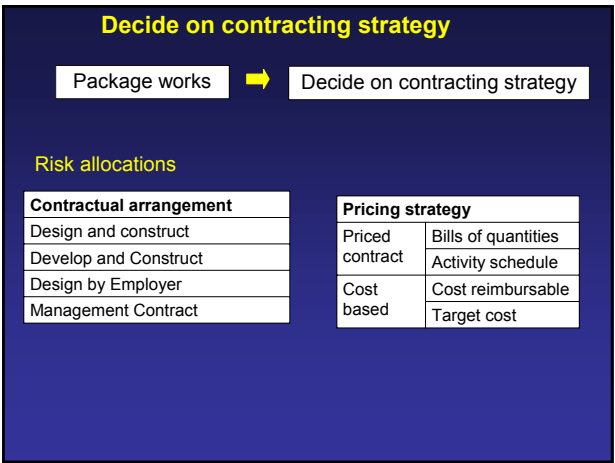 Decide on contracting strategy
Package works
Decide on contracting strategy
Risk allocations
Contractual arrangement
Design and construct
Develop and Construct
Design by Employer
Management Contract
Pricing strategy
Priced
contract
Bills of quantities
Activity schedule
Cost
based
Cost reimbursable
Target cost